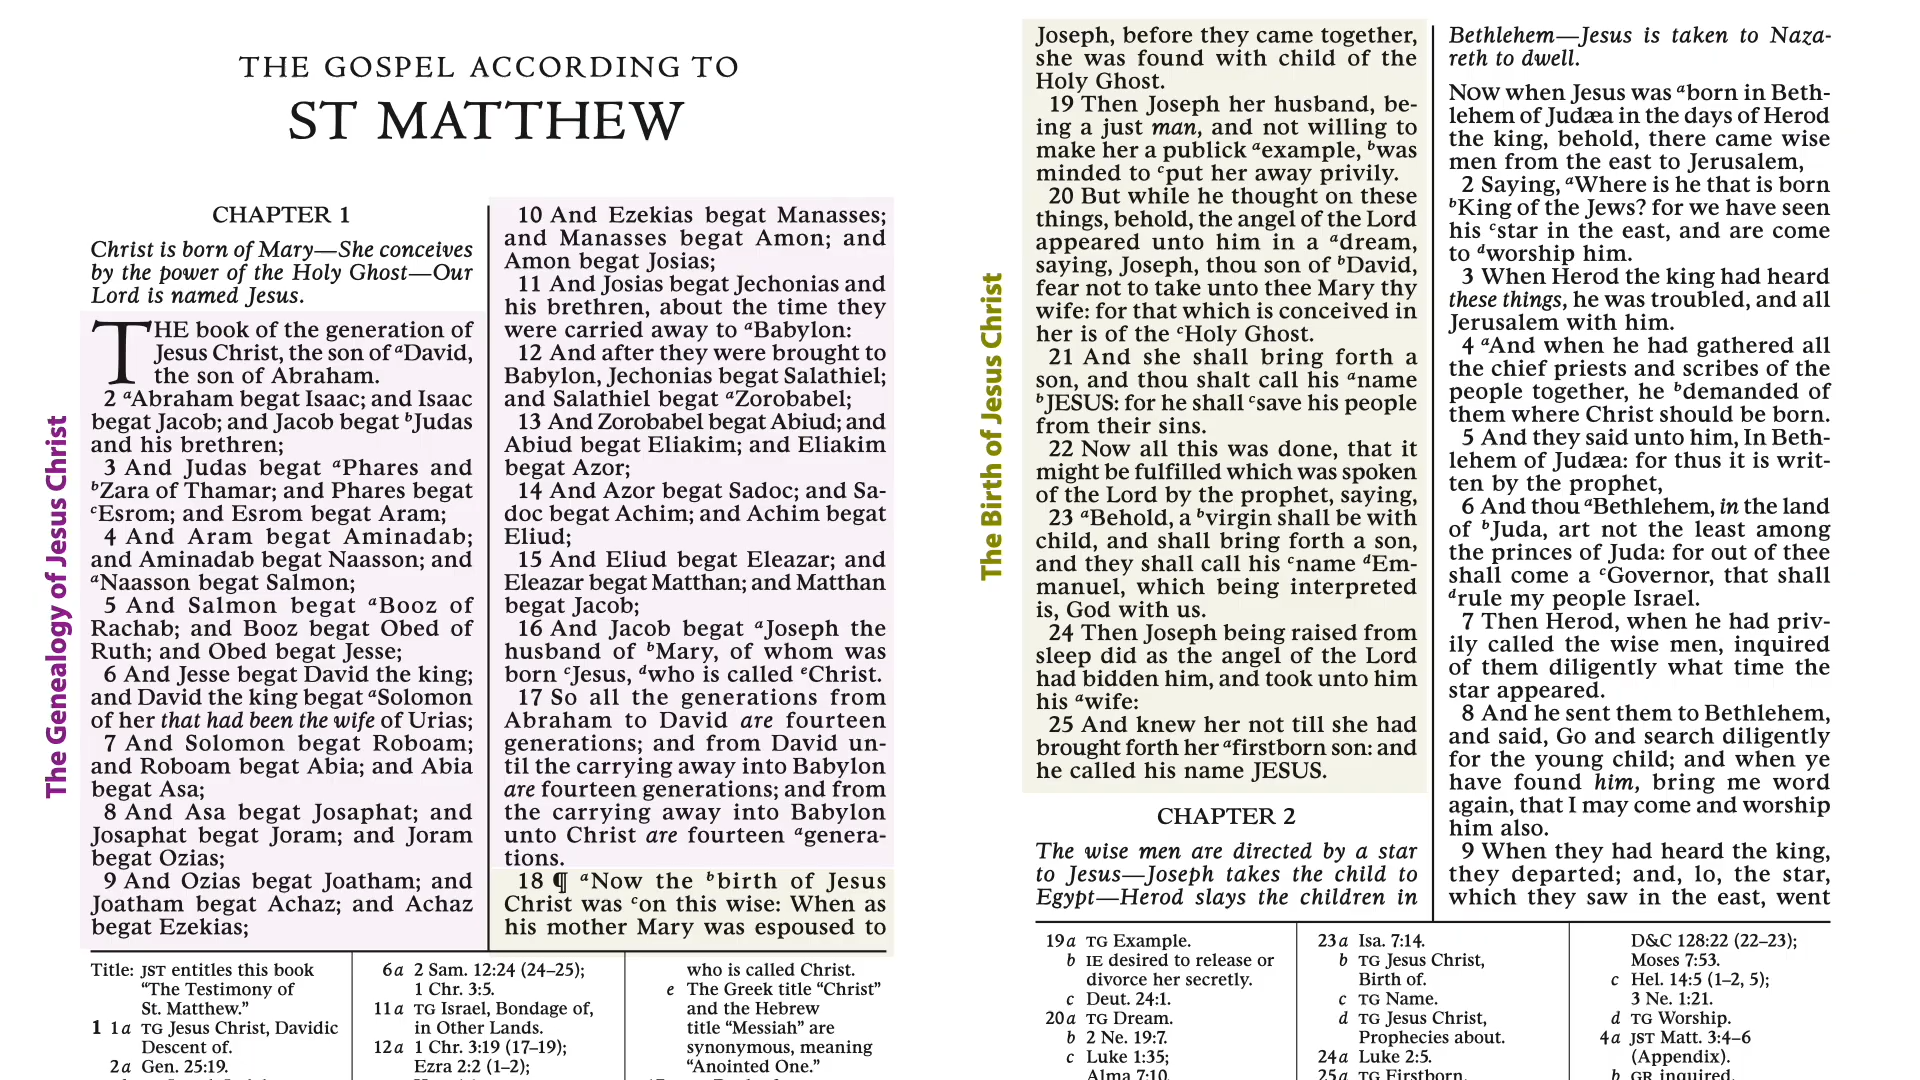 THE GOSPEL ACCORDING TO
ST MATTHEW
The Genealogy of Jesus Christ
CHAPTER 1
Christ is born of Mary—She conceives
by the power of the Holy Ghost—Our
Lord is named Jesus.
THE book of the generation of
Jesus Christ, the son of aDavid,
the son of Abraham.
2 aAbraham begat Isaac; and Isaac
begat Jacob; and Jacob begat bJudas
and his brethren;
3 And Judas begat aPhares and
bZara of Thamar; and Phares begat
cEsrom; and Esrom begat Aram;
4 And Aram begat Aminadab;
and Aminadab begat Naasson; and
aNaasson begat Salmon;
5 And Salmon begat aBooz of
Rachab; and Booz begat Obed of
Ruth; and Obed begat Jesse;
6 And Jesse begat David the king;
and David the king begat aSolomon
of her that had been the wife of Urias;
7 And Solomon begat Roboam;
and Roboam begat Abia; and Abia
begat Asa;
8 And Asa begat Josaphat; and
Josaphat begat Joram; and Joram
begat Ozias;
9 And Ozias begat Joatham; and
Joatham begat Achaz; and Achaz
begat Ezekias;
10 And Ezekias begat Manasses;
and Manasses begat Amon; and
Amon begat Josias;
11 And Josias begat Jechonias and
his brethren, about the time they
were carried away to aBabylon:
12 And after they were brought to
Babylon, Jechonias begat Salathiel;
and Salathiel begat aZorobabel;
13 And Zorobabel begat Abiud; and
Abiud begat Eliakim; and Eliakim
begat Azor;
14 And Azor begat Sadoc; and Sa-
doc begat Achim; and Achim begat
Eliud;
15 And Eliud begat Eleazar; and
Eleazar begat Matthan; and Matthan
begat Jacob;
16 And Jacob begat aJoseph the
husband of bMary, of whom was
born cJesus, dwho is called eChrist.
17 So all the generations from
Abraham to David are fourteen
generations; and from David un-
til the carrying away into Babylon
are fourteen generations; and from
the carrying away into Babylon
unto Christ are fourteen agenera-
tions.
18 ¶ aNow the bbirth of Jesus
Christ was con this wise: When as
his mother Mary was espoused to
Title: JST entitles this book
“The Testimony of
St. Matthew.”
1 1a TG Jesus Christ, Davidic
Descent of.
2a Gen. 25:19.
6a 2 Sam. 12:24 (24–25);
1 Chr. 3:5.
11a TG Israel, Bondage of,
in Other Lands.
12a 1 Chr. 3:19 (17–19);
Ezra 2:2 (1–2);
who is called Christ.
e The Greek title “Christ”
and the Hebrew
title “Messiah” are
synonymous, meaning
“Anointed One.”
The Birth of Jesus Christ
Joseph, before they came together,
she was found with child of the
Holy Ghost.
19 Then Joseph her husband, be-
ing a just man, and not willing to
make her a publick aexample, bwas
minded to cput her away privily.
20 But while he thought on these
things, behold, the angel of the Lord
appeared unto him in a adream,
saying, Joseph, thou son of bDavid,
fear not to take unto thee Mary thy
wife: for that which is conceived in
her is of the cHoly Ghost.
21 And she shall bring forth a
son, and thou shalt call his aname
bJESUS: for he shall csave his people
from their sins.
22 Now all this was done, that it
might be fulfilled which was spoken
of the Lord by the prophet, saying,
23 aBehold, a bvirgin shall be with
child, and shall bring forth a son,
and they shall call his cname dEm-
manuel, which being interpreted
is, God with us.
24 Then Joseph being raised from
sleep did as the angel of the Lord
had bidden him, and took unto him
his awife:
25 And knew her not till she had
brought forth her afirstborn son: and
he called his name JESUS.
CHAPTER 2
The wise men are directed by a star
to Jesus—Joseph takes the child to
Egypt—Herod slays the children in
Bethlehem—Jesus is taken to Naza-
reth to dwell.
NOW when Jesus was aborn in Beth-
lehem of Judæa in the days of Herod
the king, behold, there came wise
men from the east to Jerusalem,
2 Saying, aWhere is he that is born
bKing of the Jews? for we have seen
his cstar in the east, and are come
to dworship him.
3 When Herod the king had heard
these things, he was troubled, and all
Jerusalem with him.
4 aAnd when he had gathered all
the chief priests and scribes of the
people together, he bdemanded of
them where Christ should be born.
5 And they said unto him, In Beth-
lehem of Judæa: for thus it is writ-
ten by the prophet,
6 And thou aBethlehem, in the land
of bJuda, art not the least among
the princes of Juda: for out of thee
shall come a cGovernor, that shall
drule my people Israel.
7 Then Herod, when he had priv-
ily called the wise men, inquired
of them diligently what time the
star appeared.
8 And he sent them to Bethlehem,
and said, Go and search diligently
for the young child; and when ye
have found him, bring me word
again, that I may come and worship
him also.
9 When they had heard the king,
they departed; and, lo, the star,
which they saw in the east, went
19a TG Example.
b IE desired to release or
divorce her secretly.
c Deut. 24:1.
20a TG Dream.
b 2 Ne. 19:7.
c Luke 1:35;
Alma 7:10.
23a Isa. 7:14.
b TG Jesus Christ,
Birth of.
c TG Name.
d TG Jesus Christ,
Prophecies about.
24a Luke 2:5.
25a TG Firstborn.
D&C 128:22 (22–23);
Moses 7:53.
c Hel. 14:5 (1–2, 5);
3 Ne. 1:21.
d TG Worship.
4a JST Matt. 3:4–6
(Appendix).
b GR inquired.